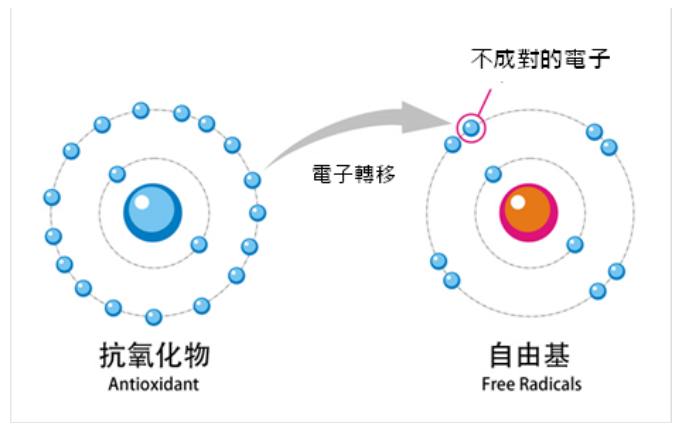 不成對的電子
電子轉移
抗氧化物
Antioxidant
自由基
Free Radicals